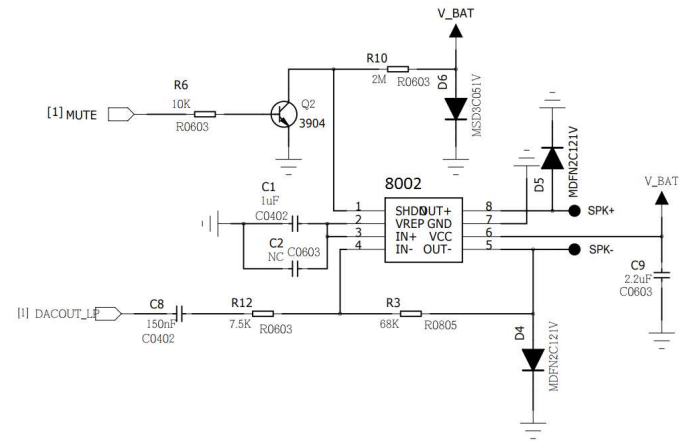 V_BAT
R10
2M R0603
D6
MSD3C051V
R6
[1] MUTE
10K
R0603
Q2
3904
D5
MDFN2C121V
8002
V_BAT
C1
1uF
C0402
1 SHDN OUT+ 8 SPK+
2 VREP GND 7
3 IN+ VCC 6
4 IN- OUT- 5 SPK-
C2
NC C0603
C9
2.2uF
C0603
[1] DACOUT_LP
C8
150nF
C0402
R12
7.5K R0603
R3
68K R0805
D4
MDFN2C121V